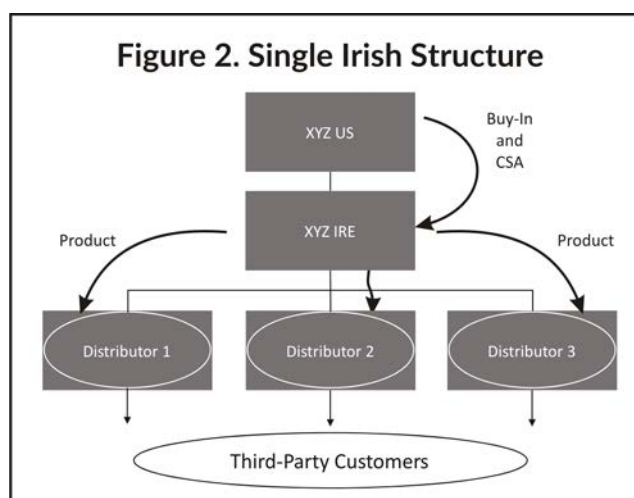 Figure 2. Single Irish Structure
XYZ US
Buy-In
and
CSA
XYZ IRE
Product
Product
Distributor 1
Distributor 2
Distributor 3
Third-Party Customers